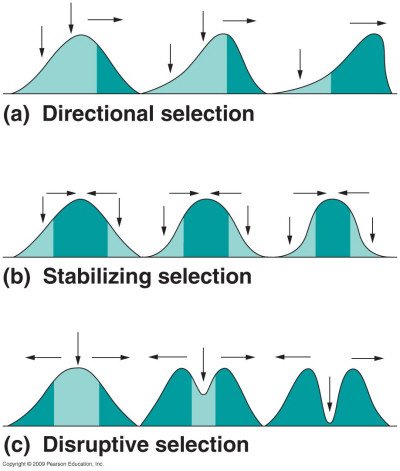 (a) Directional selection
(b) Stabilizing selection
(c) Disruptive selection
Copyright © 2009 Pearson Education, Inc.